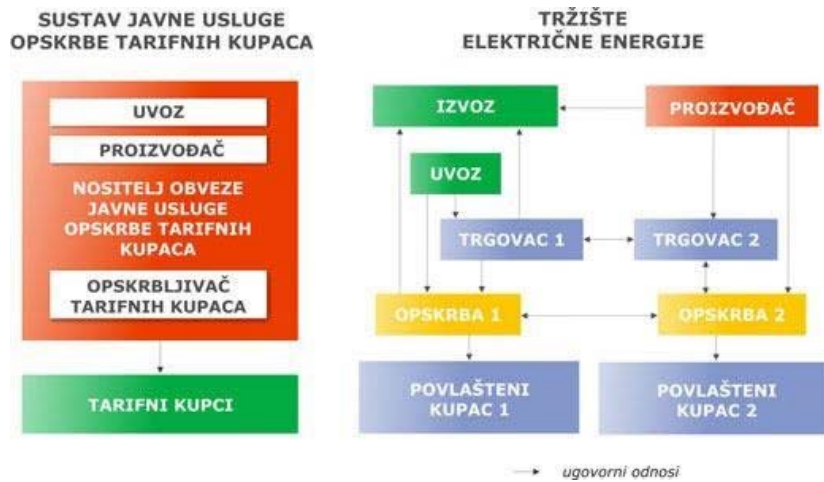 SUSTAV JAVNE USLUGE
OPSKRBE TARIFNIH KUPACA
UVOZ
PROIZVOĐAČ
NOSITELJ OBVEZE
JAVNE USLUGE
OPSKRBE TARIFNIH
KUPACA
OPSKRBLJIVAČ
TARIFNIH KUPACA
TARIFNI KUPCI
TRŽIŠTE
ELEKTRIČNE ENERGIJE
IZVOZ
PROIZVOĐAČ
UVOZ
TRGOVAC 1
TRGOVAC 2
OPSKRBA 1
OPSKRBA 2
POVLAŠTENI
KUPAC 1
POVLAŠTENI
KUPAC 2
ugovorni odnosi